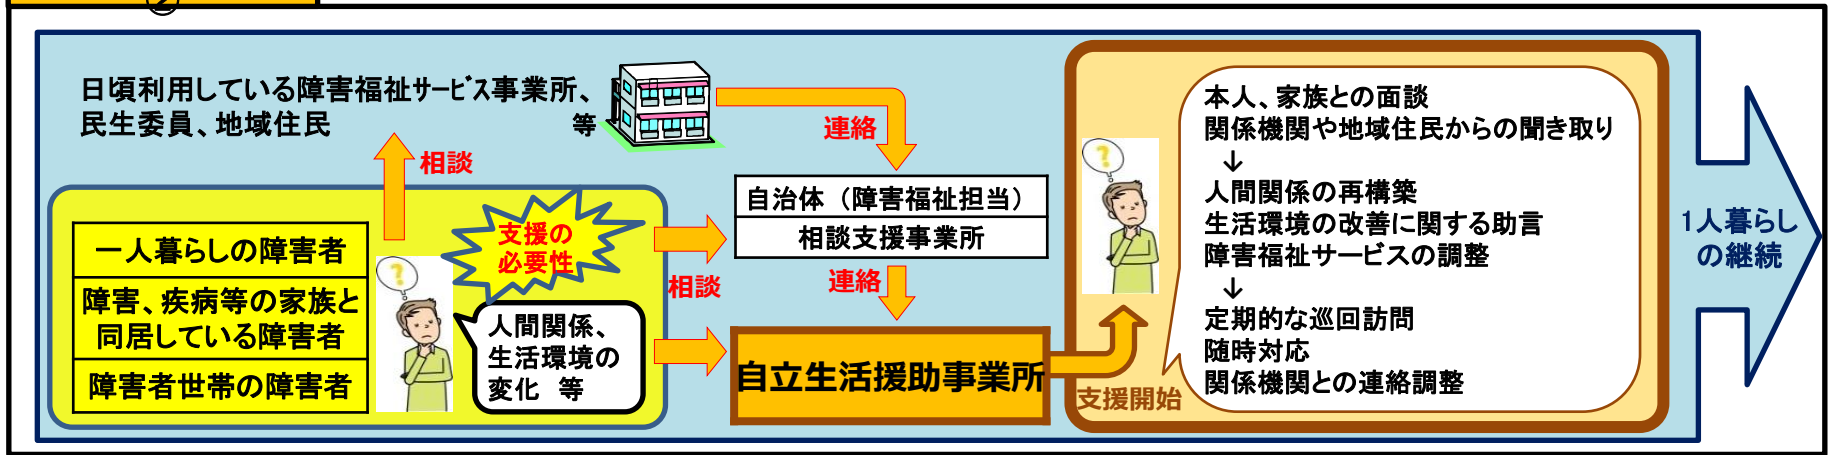 ②
日頃利用している障害福祉サービス事業所、
民生委員、地域住民 等
連絡
相談
一人暮らしの障害者
障害、疾病等の家族と
同居している障害者
障害者世帯の障害者
?
支援の
必要性
人間関係、
生活環境の
変化 等
相談
自治体（障害福祉担当）
相談支援事業所
連絡
自立生活援助事業所
支援開始
?
本人、家族との面談
関係機関や地域住民からの聞き取り
↓
人間関係の再構築
生活環境の改善に関する助言
障害福祉サービスの調整
↓
定期的な巡回訪問
随時対応
関係機関との連絡調整
1人暮らし
の継続